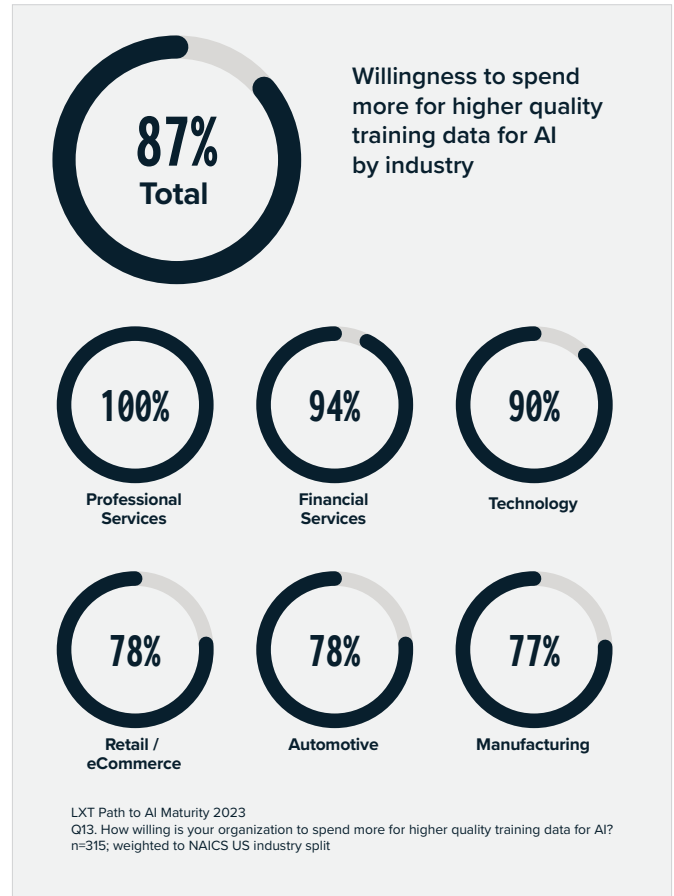 87%
Total
Willingness to spend
more for higher quality
training data for AI
by industry
100%
94%
90%
Professional
Services
Financial
Services
Technology
78%
78%
77%
Retail /
eCommerce
Automotive
Manufacturing
LXT Path to AI Maturity 2023
Q13. How willing is your organization to spend more for higher quality training data for AI?
n=315; weighted to NAICS US industry split